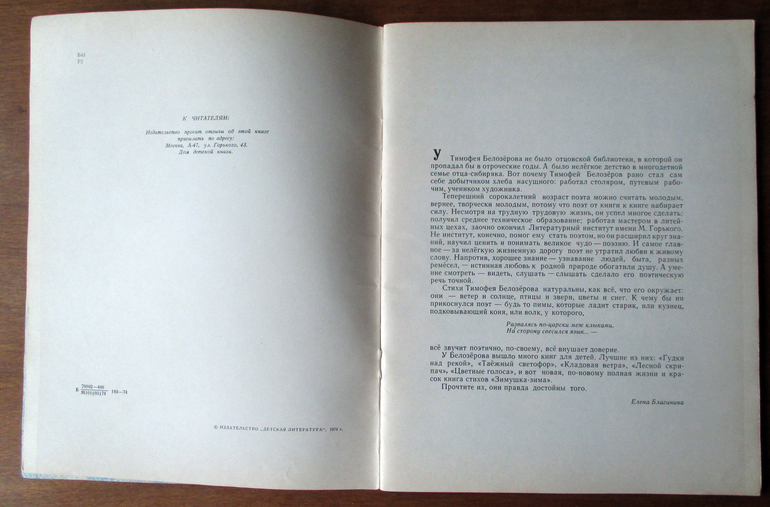 К ЧИТАТЕЛЯМ:
Издательство просит отзывы об этой книге
присылать по адресу:
Москва, А-47, ул. Горького, 43.
Дом детской книги.
Б
70802—400
169—74
© ИЗДАТЕЛЬСТВО „ДЕТСКАЯ ЛИТЕРАТУРА", 1974 г.
У Тимофея Белозёрова не было отцовской библиотеки, в которой он
пропадал бы в отроческие годы. А было нелёгкое детство в многодетной
семье отца-сибиряка. Вот почему Тимофей Белозёров рано стал сам
себе добытчиком хлеба насущного: работал столяром, путевым рабо-
чим, учеником художника.
Теперешний сорокалетний возраст поэта можно считать молодым,
вернее, творчески молодым, потому что поэт от книги к книге набирает
силу. Несмотря на трудную трудовую жизнь, он успел многое сделать:
получил среднее техническое образование; работая мастером в литей-
ных цехах, заочно окончил Литературный институт имени М. Горького.
Не институт, конечно, помог ему стать поэтом, но он расширил круг зна-
ний, научил ценить и понимать великое чудо — поэзию. И самое глав-
ное — за нелёгкую жизненную дорогу поэт не утратил любви к живому
слову. Напротив, хорошее знание — узнавание людей, быта, разных
ремёсел, — истинная любовь к родной природе обогатили душу. А уме-
ние смотреть — видеть, слушать — слышать сделало его поэтическую
речь точной.
Стихи Тимофея Белозёрова натуральны, как всё, что его окружает:
они — ветер и солнце, птицы и звери, цветы и снег. К чему бы ни
прикоснулся поэт — будь то пимы, которые ладит старик, или кузнец,
подковывающий коня, или волк, у которого,
Развалясь по-царски меж клыками,
На сторону свесился язык... —
всё звучит поэтично, по-своему, всё внушает доверие.
У Белозёрова вышло много книг для детей. Лучшие из них: «Гудки
над рекой», «Таёжный светофор», «Кладовая ветра», «Лесной скри-
пач», «Цветные голоса», и вот новая, по-новому полная жизни и кра-
сок книга стихов «Зимушка-зима».
Прочтите их, они правда достойны того.
Елена Благинина